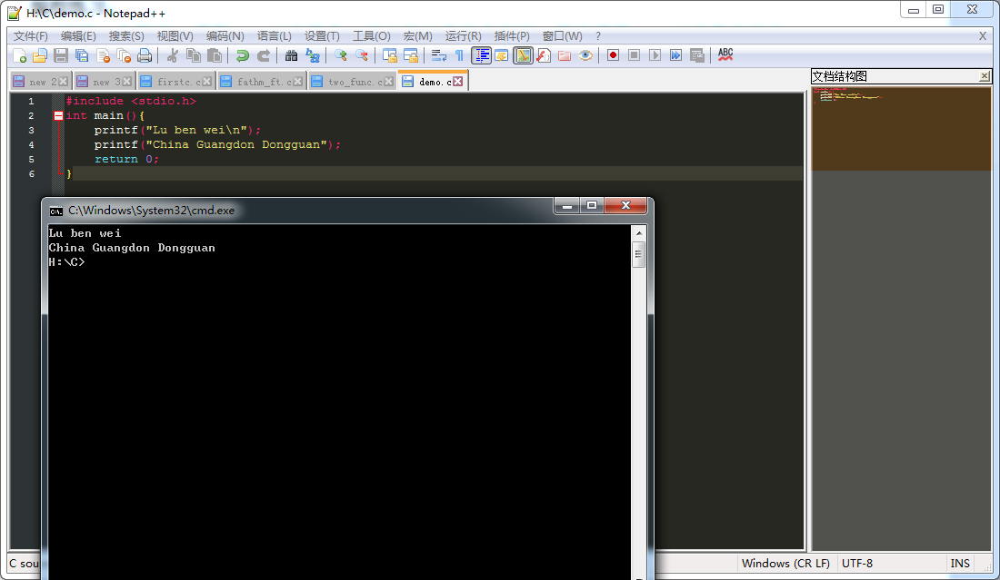 H:\C\demo.c - Notepad++
文件(F) 编辑(E) 搜索(S) 视图(V) 编码(N) 语言(L) 设置(T) 工具(O) 宏(M) 运行(R) 插件(P) 窗口(W) ? X
ABC
new 2 new 3 firstc.c fathm_ft.c two_func.c demo.c
文档结构图
1 #include <stdio.h>
2 int main(){
3 printf("Lu ben wei\n");
4 printf("China Guangdon Dongguan");
5 return 0;
6 }
C:\Windows\System32\cmd.exe
Lu ben wei
China Guangdon Dongguan
H:\C>
C sou
Windows (CR LF) UTF-8 INS